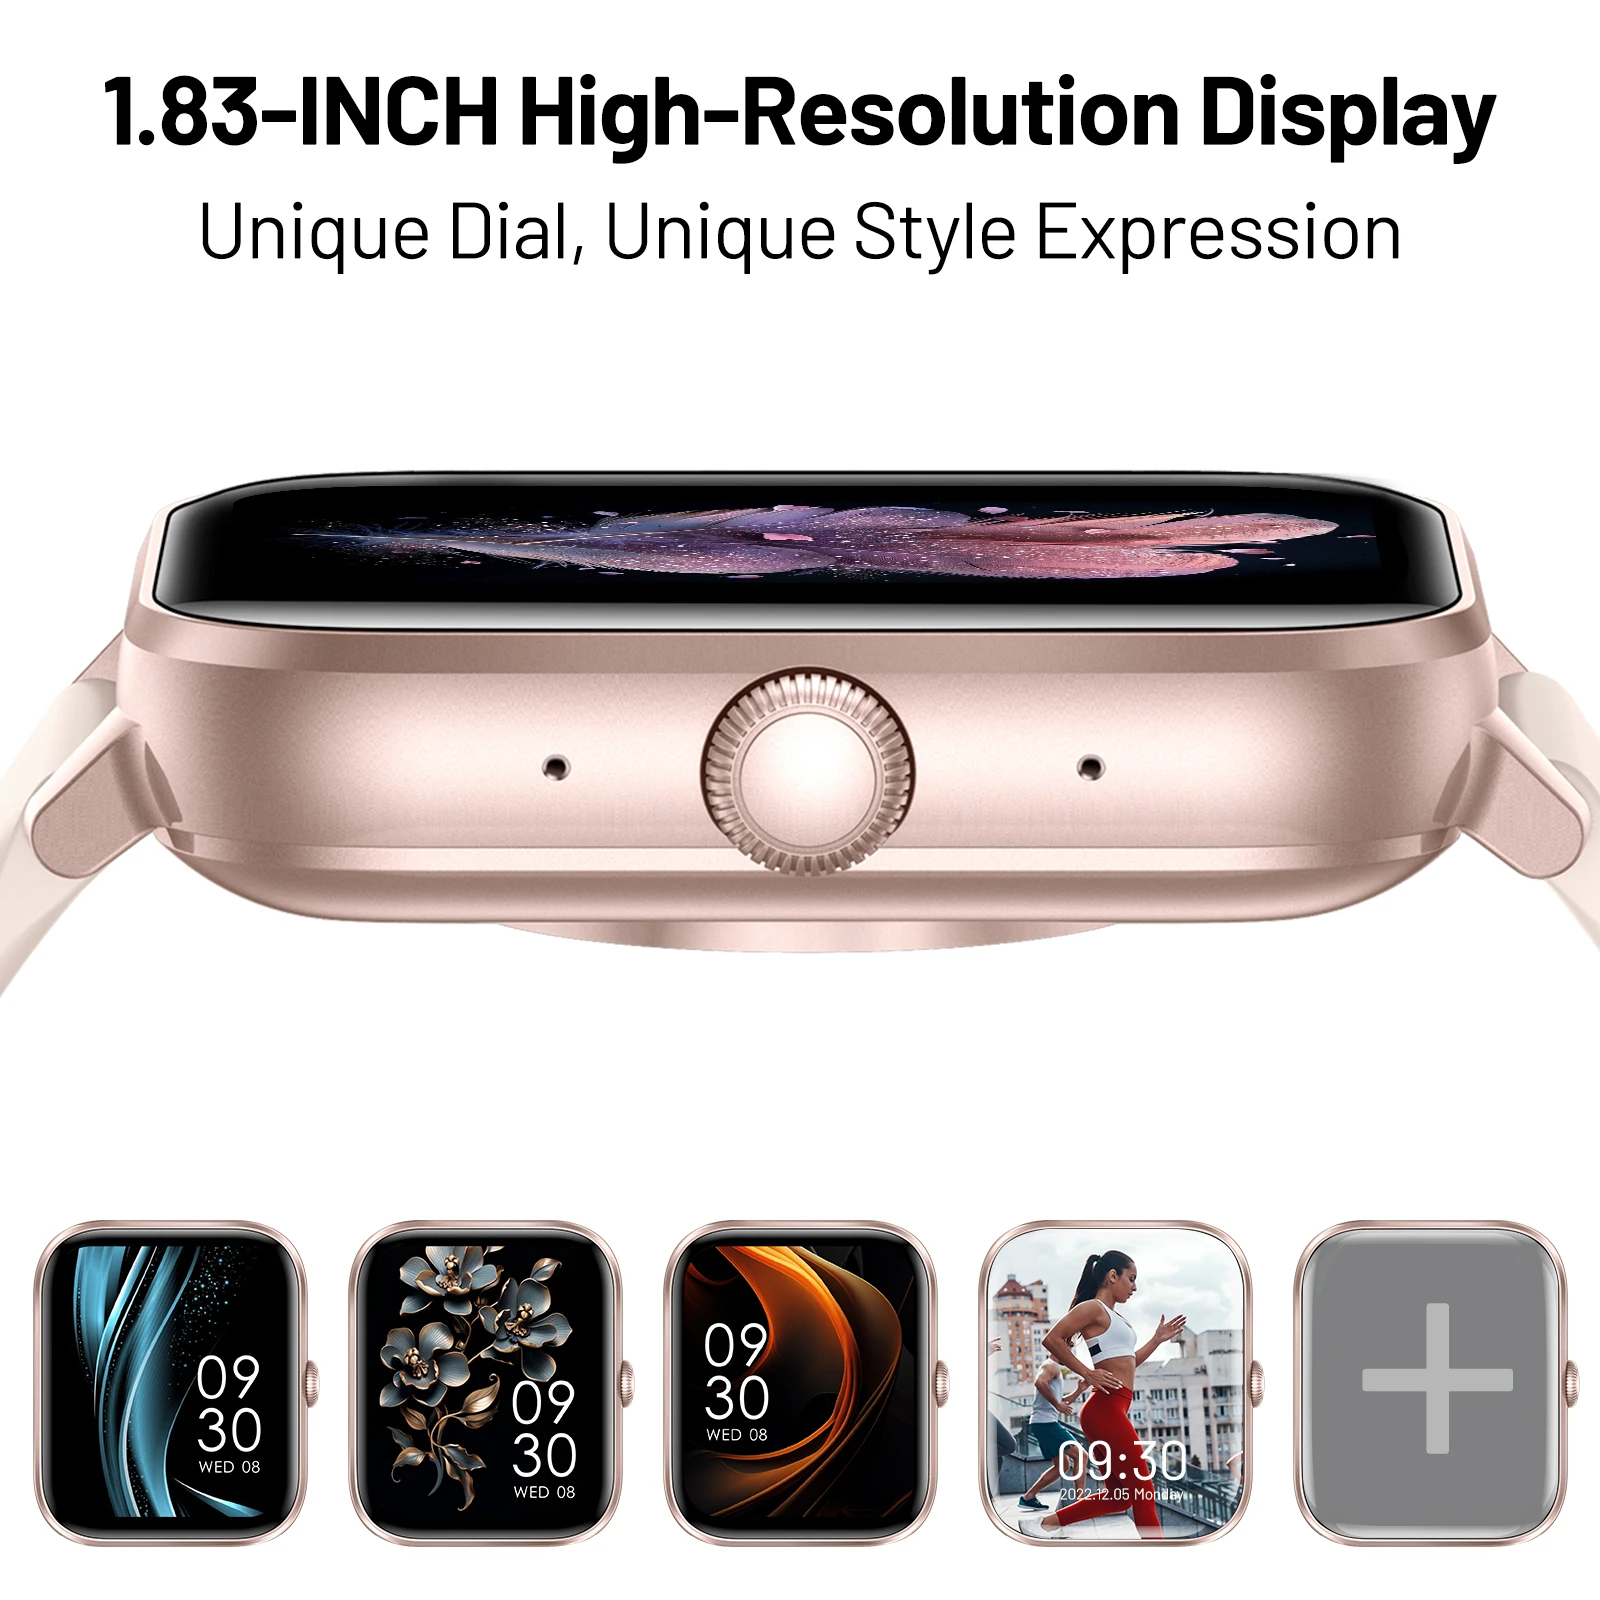 1.83-INCH High-Resolution Display
Unique Dial, Unique Style Expression
09
30
WED 08
09
30
WED 08
09
30
WED 08
09:30
2022.12.05 Monday